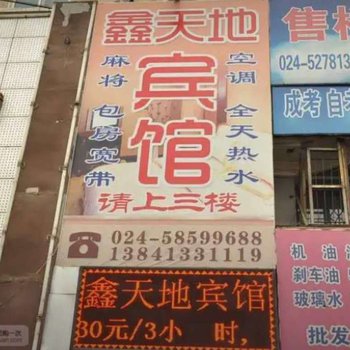 鑫天地
宾馆
麻将
包房宽带
空调
全天热水
请上三楼
024-58599688
13841331119
鑫天地宾馆
30元/3小时,
售
024-52781
成考 自考
机油
刹车油
玻璃水
批发